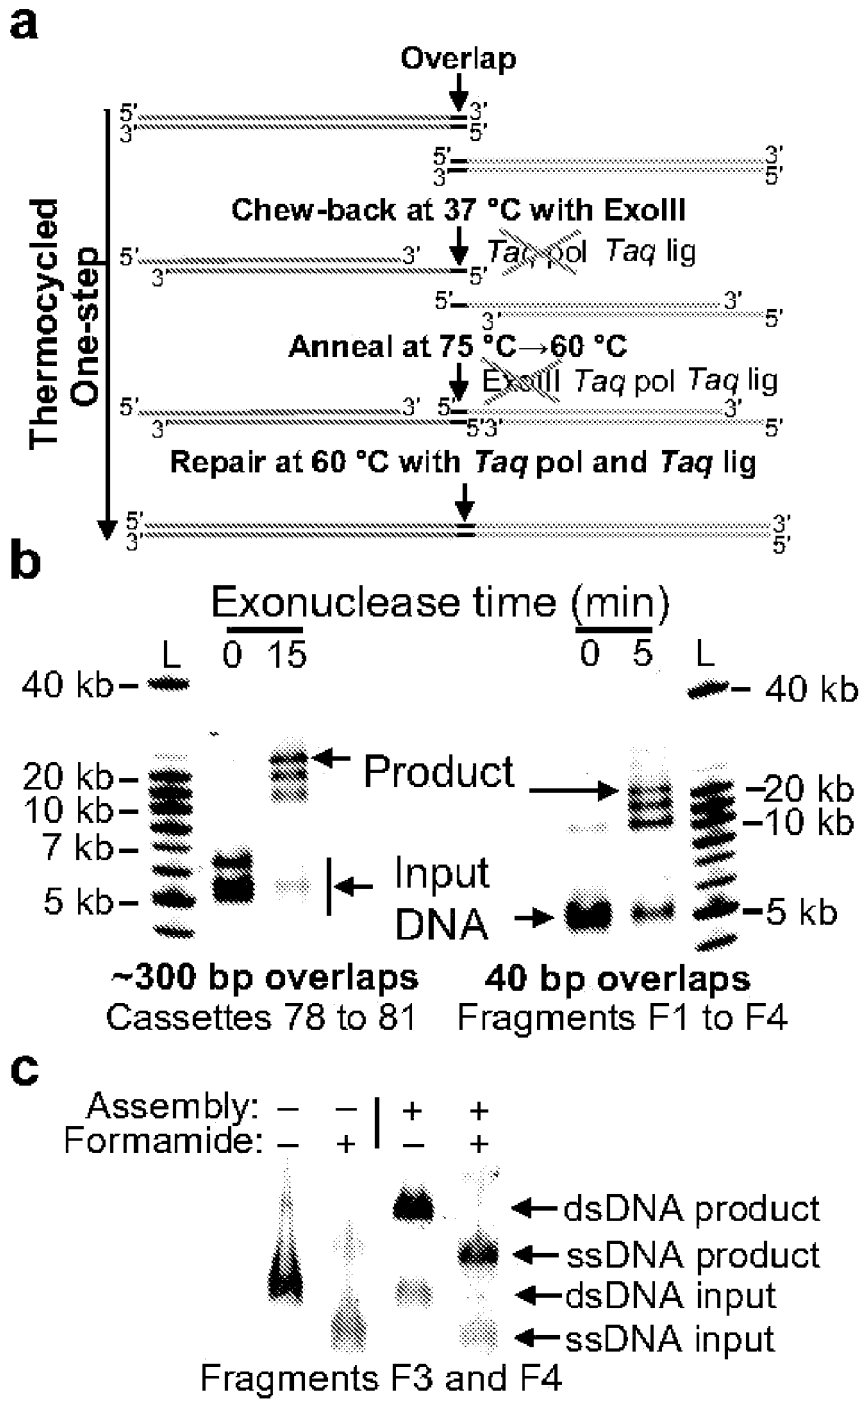 a
Overlap
5' 3'
3' 5'
5' 3'
3' 5'
Chew-back at 37 °C with ExoIII
Taq pol Taq lig
5' 3'
3' 5'
5' 3'
3' 5'
Anneal at 75 °C→60 °C
ExoIII Taq pol Taq lig
5' 3' 5' 3'
3' 5'3' 5'
Repair at 60 °C with Taq pol and Taq lig
5' 3'
3' 5'
Thermocycled
One-step
b
Exonuclease time (min)
L 0 15 0 5 L
40 kb 40 kb
Product
20 kb 20 kb
10 kb 10 kb
7 kb
Input
DNA
5 kb 5 kb
~300 bp overlaps 40 bp overlaps
Cassettes 78 to 81 Fragments F1 to F4
c
Assembly: – – + +
Formamide: – + – +
dsDNA product
ssDNA product
dsDNA input
ssDNA input
Fragments F3 and F4